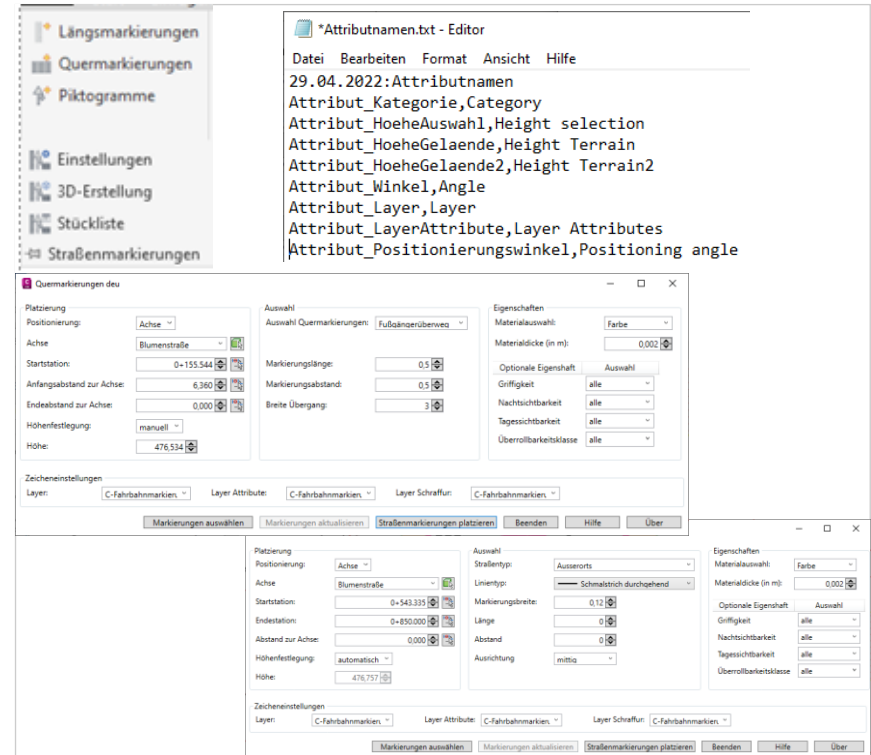 Längsmarkierungen
Quermarkierungen
Piktogramme
Einstellungen
3D-Erstellung
Stückliste
Straßenmarkierungen
*Attributnamen.txt - Editor
Datei Bearbeiten Format Ansicht Hilfe
29.04.2022:Attributnamen
Attribut_Kategorie,Category
Attribut_HoeheAuswahl,Height selection
Attribut_HoeheGelaende,Height Terrain
Attribut_HoeheGelaende2,Height Terrain2
Attribut_Winkel,Angle
Attribut_Layer,Layer
Attribut_LayerAttribute,Layer Attributes
Attribut_Positionierungswinkel,Positioning angle
Quermarkierungen deu
Platzierung
Positionierung: Achse
Achse Blumenstraße
Startstation: 0+155.544
Anfangsabstand zur Achse: 6,360
Endeabstand zur Achse: 0,000
Höhenfestlegung: manuell
Höhe: 476,534
Auswahl
Auswahl Quermarkierungen: Fußgängerüberweg
Markierungslänge: 0,5
Markierungsabstand: 0,5
Breite Übergang: 3
Eigenschaften
Materialauswahl: Farbe
Materialdicke (in m): 0,002
Optionale Eigenshaft Auswahl
Griffigkeit alle
Nachtsichtbarkeit alle
Tagessichtbarkeit alle
Überrollbarkeitsklasse alle
Zeicheneinstellungen
Layer: C-Fahrbahnmarkien. Layer Attribute: C-Fahrbahnmarkien. Layer Schraffur: C-Fahrbahnmarkien.
Markierungen auswählen Markierungen aktualisieren Straßenmarkierungen platzieren Beenden Hilfe Über
Platzierung
Positionierung: Achse
Achse Blumenstraße
Startstation: 0+543.335
Endestation: 0+850.000
Abstand zur Achse: 0,000
Höhenfestlegung: automatisch
Höhe: 476,757
Auswahl
Straßentyp: Ausserorts
Linientyp: Schmalstrich durchgehend
Markierungsbreite: 0,12
Länge 0
Abstand 0
Ausrichtung mittig
Eigenschaften
Materialauswahl: Farbe
Materialdicke (in m): 0,002
Optionale Eigenshaft Auswahl
Griffigkeit alle
Nachtsichtbarkeit alle
Tagessichtbarkeit alle
Überrollbarkeitsklasse alle
Zeicheneinstellungen
Layer: C-Fahrbahnmarkien. Layer Attribute: C-Fahrbahnmarkien. Layer Schraffur: C-Fahrbahnmarkien.
Markierungen auswählen Markierungen aktualisieren Straßenmarkierungen platzieren Beenden Hilfe Über